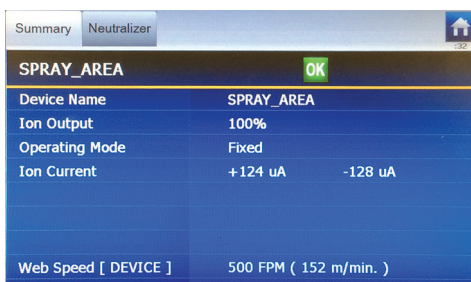 Summary Neutralizer
:32
SPRAY_AREA OK
Device Name SPRAY_AREA
Ion Output 100%
Operating Mode Fixed
Ion Current +124 uA -128 uA
Web Speed [ DEVICE ] 500 FPM ( 152 m/min. )